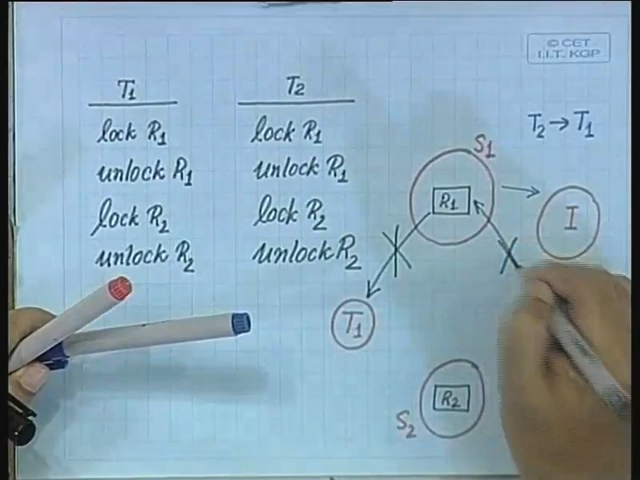 © CET
I.I.T. KGP
T1 T2
lock R1 lock R1
unlock R1 unlock R1
lock R2 lock R2
unlock R2 unlock R2
T2 → T1
S1
R1
I
T1
R2
S2